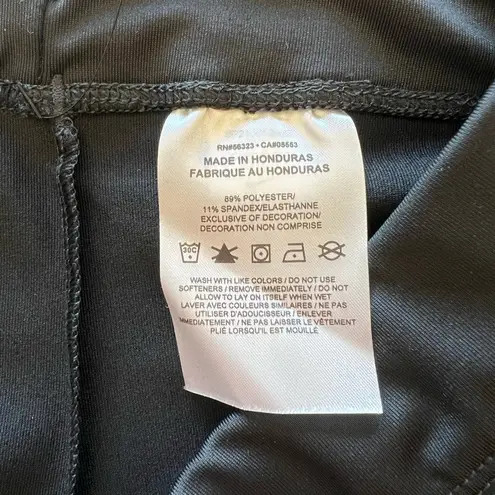 RN#56323 • CA#05553
MADE IN HONDURAS
FABRIQUE AU HONDURAS
89% POLYESTER/
11% SPANDEX/ELASTHANNE
EXCLUSIVE OF DECORATION/
DECORATION NON COMPRISE
30C
WASH WITH LIKE COLORS / DO NOT USE
SOFTENERS / REMOVE IMMEDIATELY / DO NOT
ALLOW TO LAY ON ITSELF WHEN WET
LAVER AVEC COULEURS SIMILAIRES / NE PAS
UTILISER D'ADOUCISSEUR / ENLEVER
IMMEDIATEMENT / NE PAS LAISSER LE VÊTEMENT
PLIÉ LORSQU'IL EST MOUILLÉ